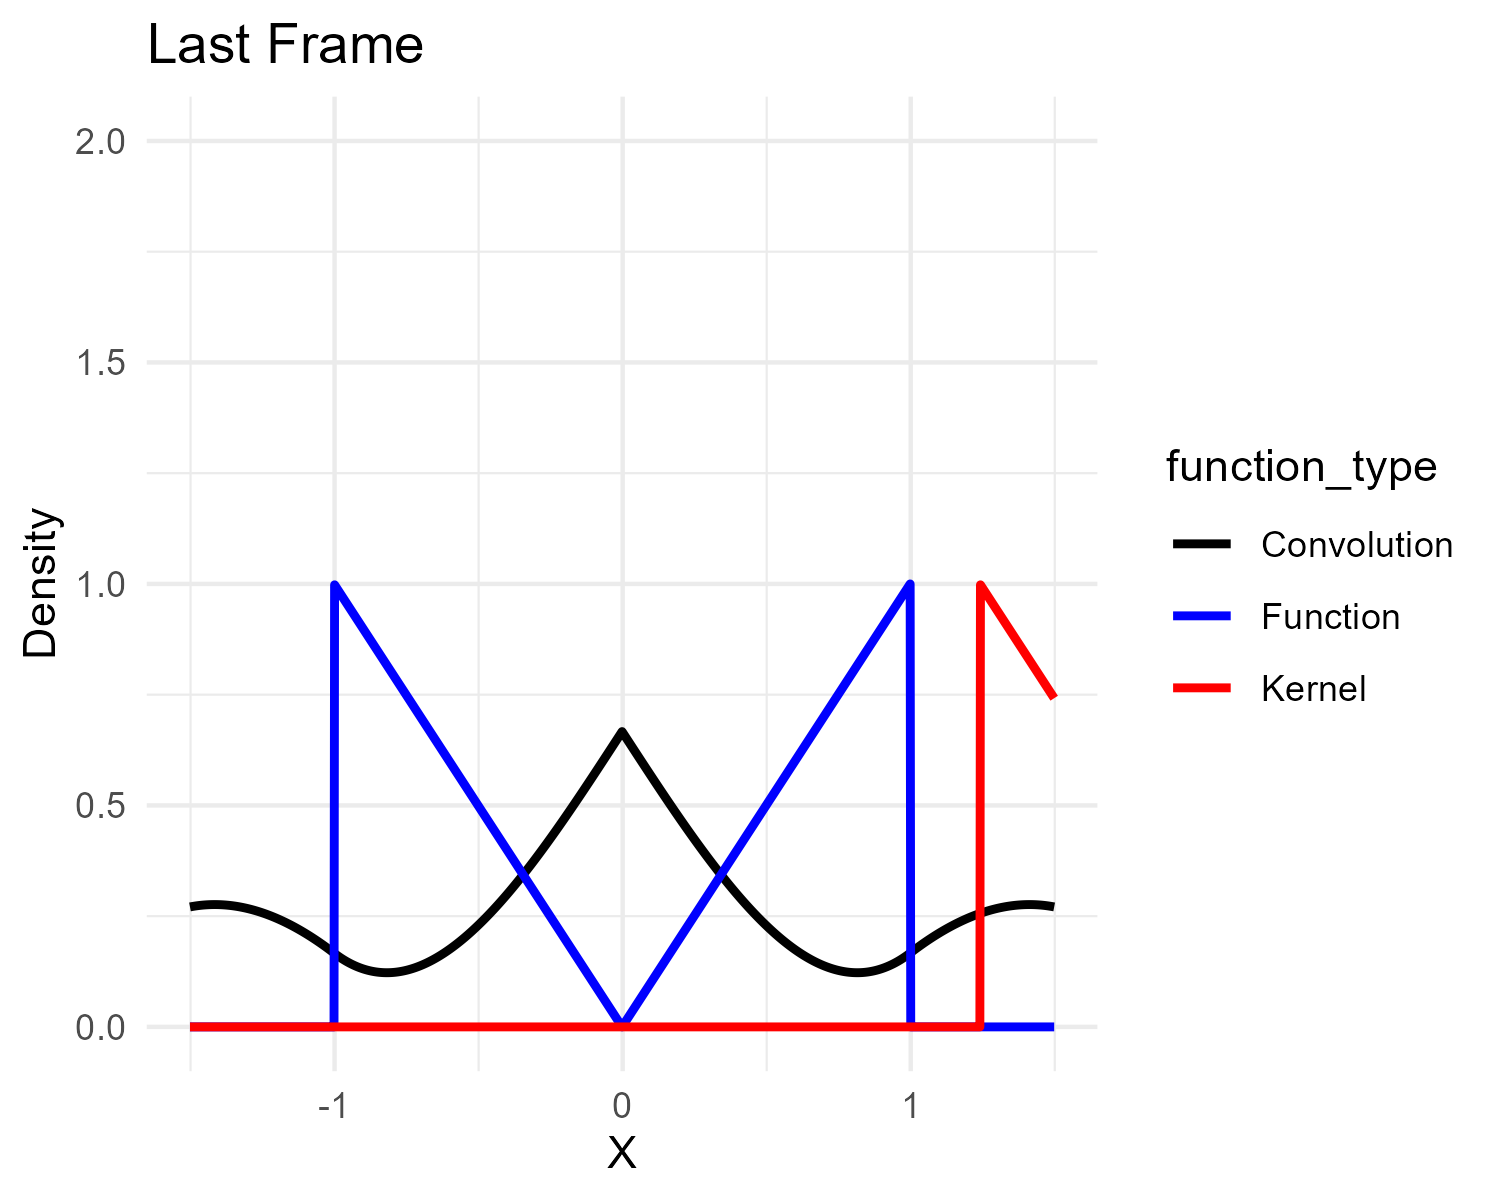 Last Frame
2.0
1.5
1.0
0.5
0.0
Density
-1
0
1
X
function_type
Convolution
Function
Kernel